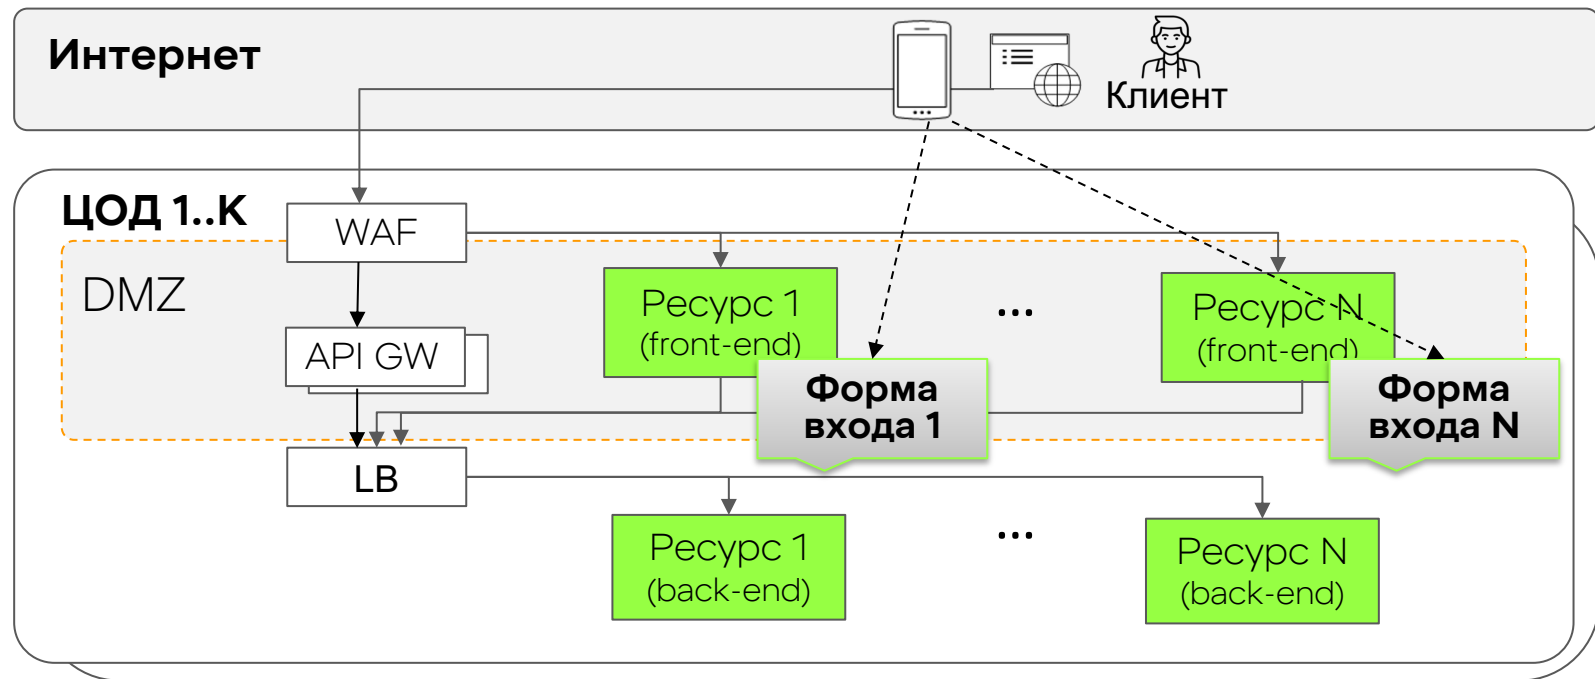 Интернет
Клиент
ЦОД 1..K
WAF
DMZ
Ресурс 1
(front-end)
...
Ресурс N
(front-end)
API GW
Форма
входа 1
Форма
входа N
LB
Ресурс 1
(back-end)
...
Ресурс N
(back-end)